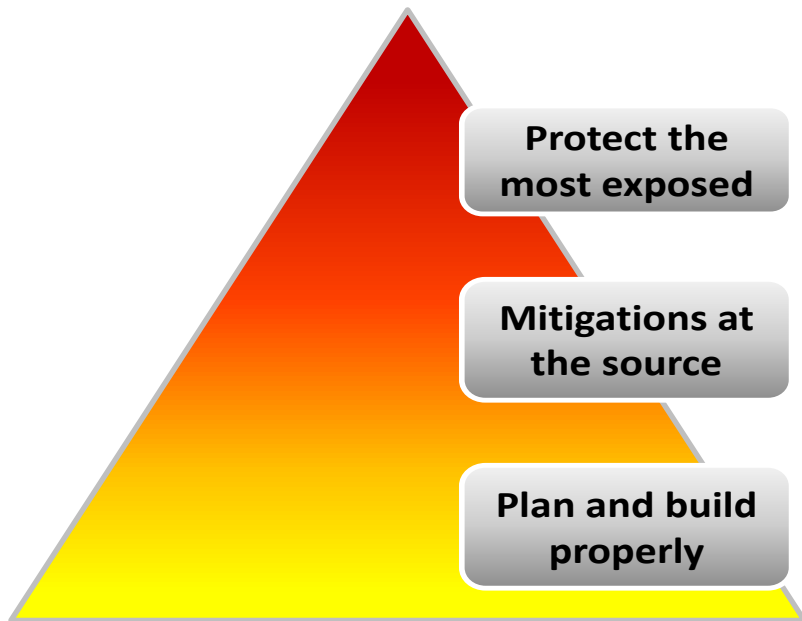 Protect the
most exposed
Mitigations at
the source
Plan and build
properly